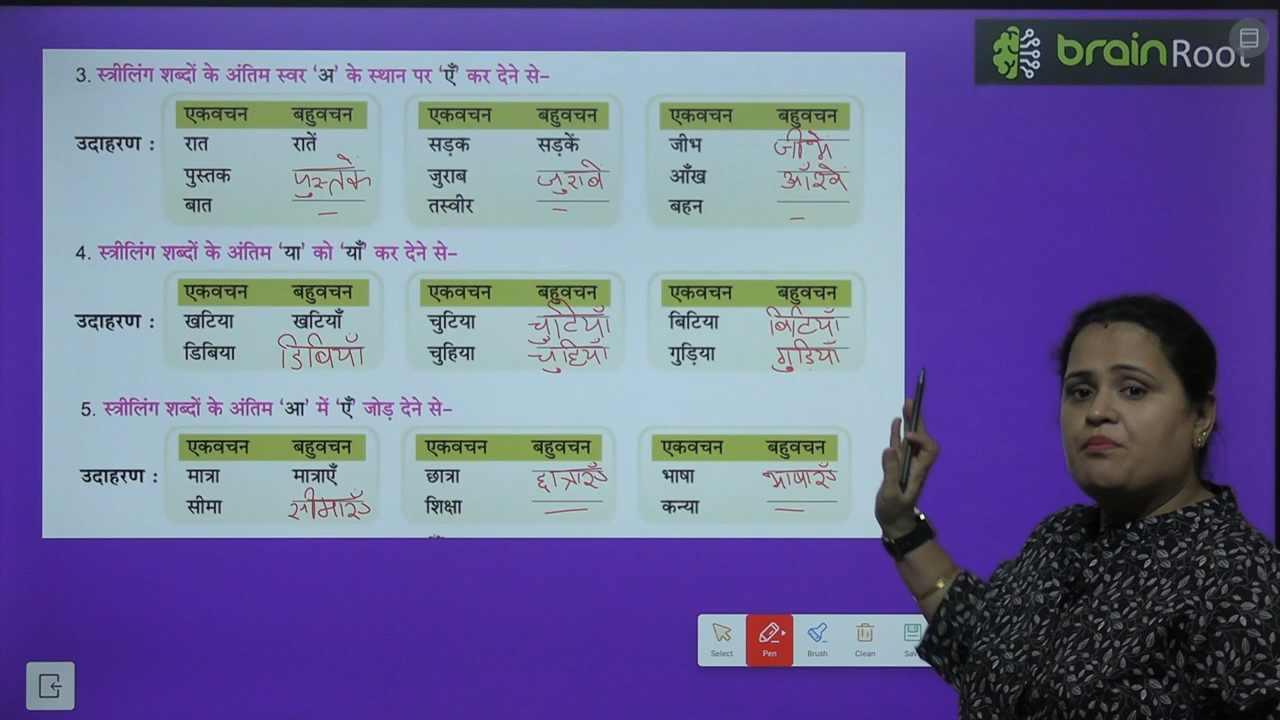 brainRoot
3. स्त्रीलिंग शब्दों के अंतिम स्वर ‘अ’ के स्थान पर ‘एँ’ कर देने से–
एकवचन बहुवचन एकवचन बहुवचन एकवचन बहुवचन
उदाहरण : रात रातें सड़क सड़कें जीभ जीभें
पुस्तक पुस्तकें जुराब जुराबें आँख आँखें
बात तस्वीर बहन
4. स्त्रीलिंग शब्दों के अंतिम ‘या’ को ‘याँ’ कर देने से–
एकवचन बहुवचन एकवचन बहुवचन एकवचन बहुवचन
उदाहरण : खटिया खटियाँ चुटिया चुटियाँ बिटिया बिटियाँ
डिबिया डिबियाँ चुहिया चुहियाँ गुड़िया गुड़ियाँ
5. स्त्रीलिंग शब्दों के अंतिम ‘आ’ में ‘एँ’ जोड़ देने से–
एकवचन बहुवचन एकवचन बहुवचन एकवचन बहुवचन
उदाहरण : मात्रा मात्राएँ छात्रा छात्राएँ भाषा भाषाएँ
सीमा सीमाएँ शिक्षा कन्या
Select Pen Brush Clean